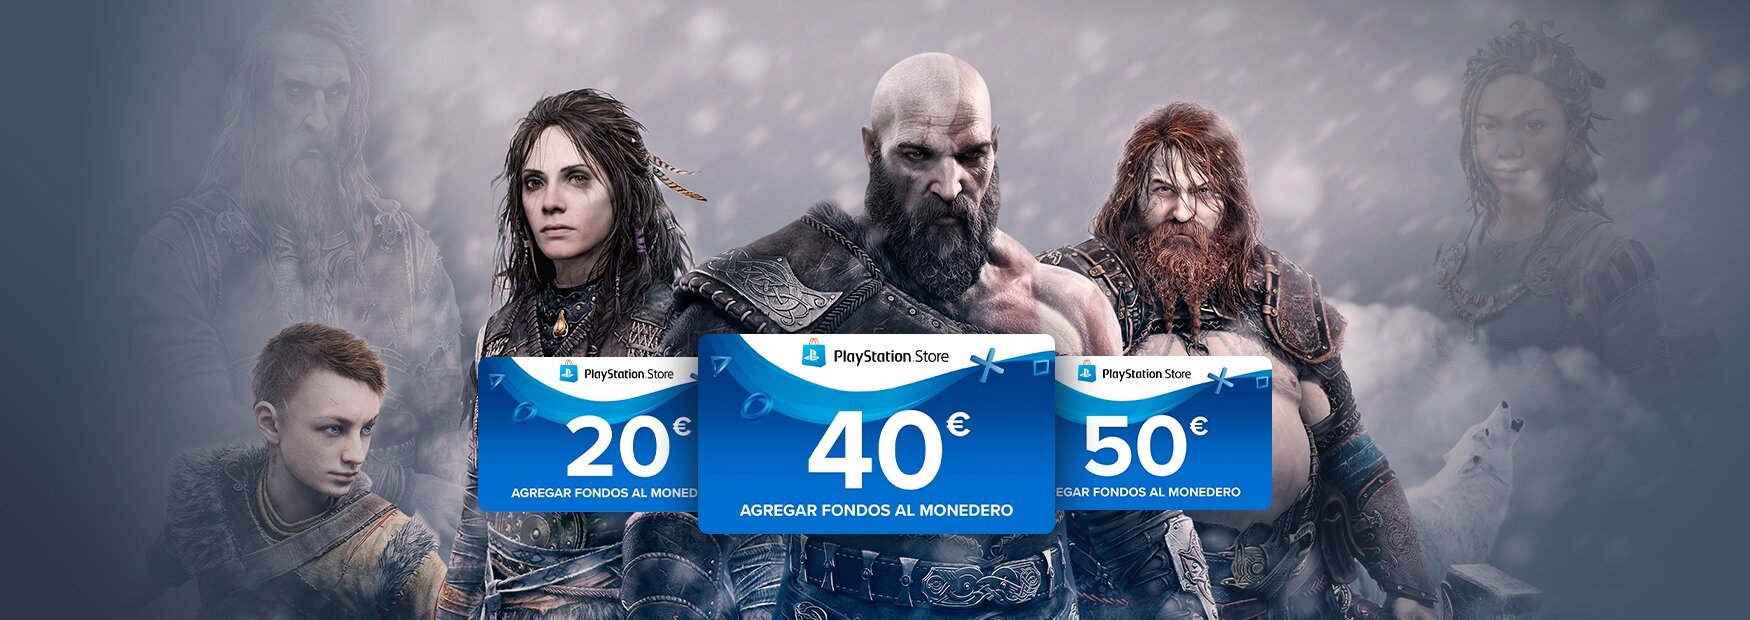 PlayStation Store
20€
AGREGAR FONDOS AL MONED
PlayStation Store
40€
AGREGAR FONDOS AL MONEDERO
PlayStation Store
50€
EGAR FONDOS AL MONEDERO